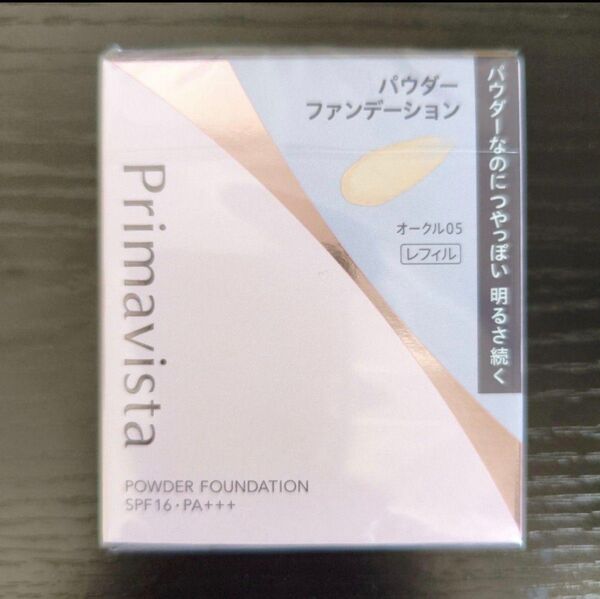 パウダー
ファンデーション
オークル05
レフィル
パウダーなのにつやっぽい 明るさ続く
Primavista
POWDER FOUNDATION
SPF16・PA+++